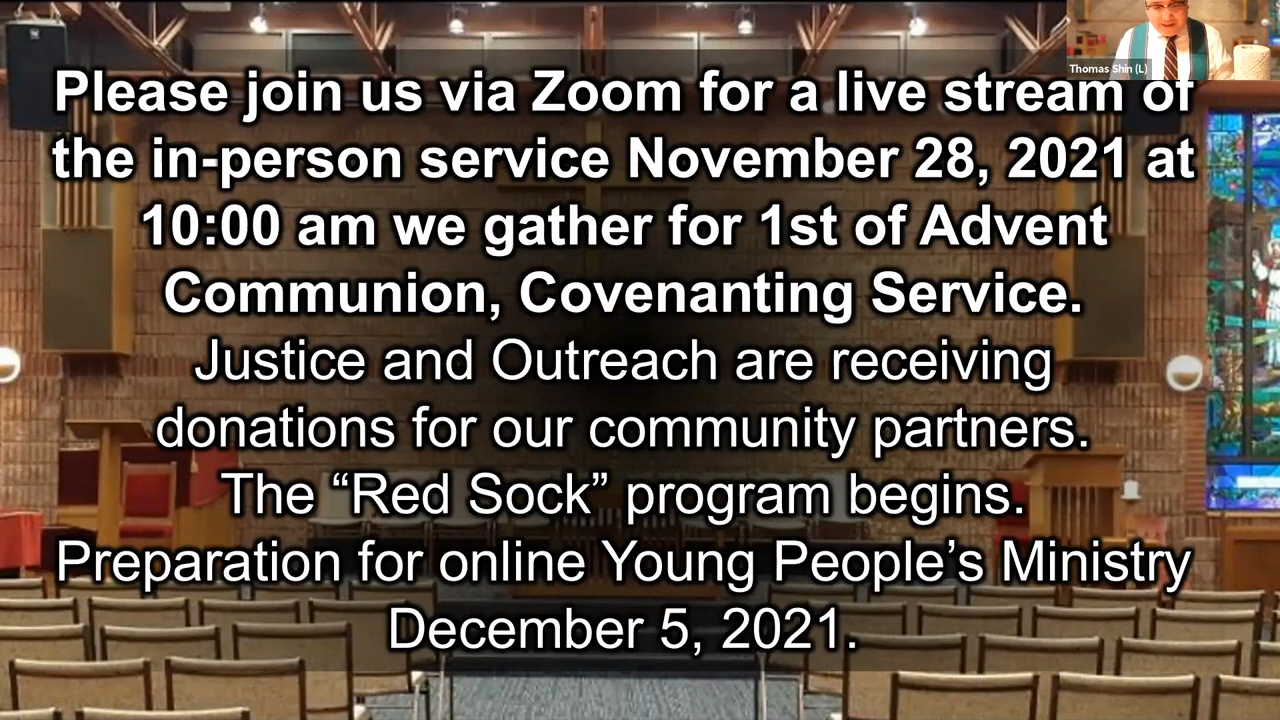 Thomas Shin (L)
Please join us via Zoom for a live stream of
the in-person service November 28, 2021 at
10:00 am we gather for 1st of Advent
Communion, Covenanting Service.
Justice and Outreach are receiving
donations for our community partners.
The “Red Sock” program begins.
Preparation for online Young People’s Ministry
December 5, 2021.